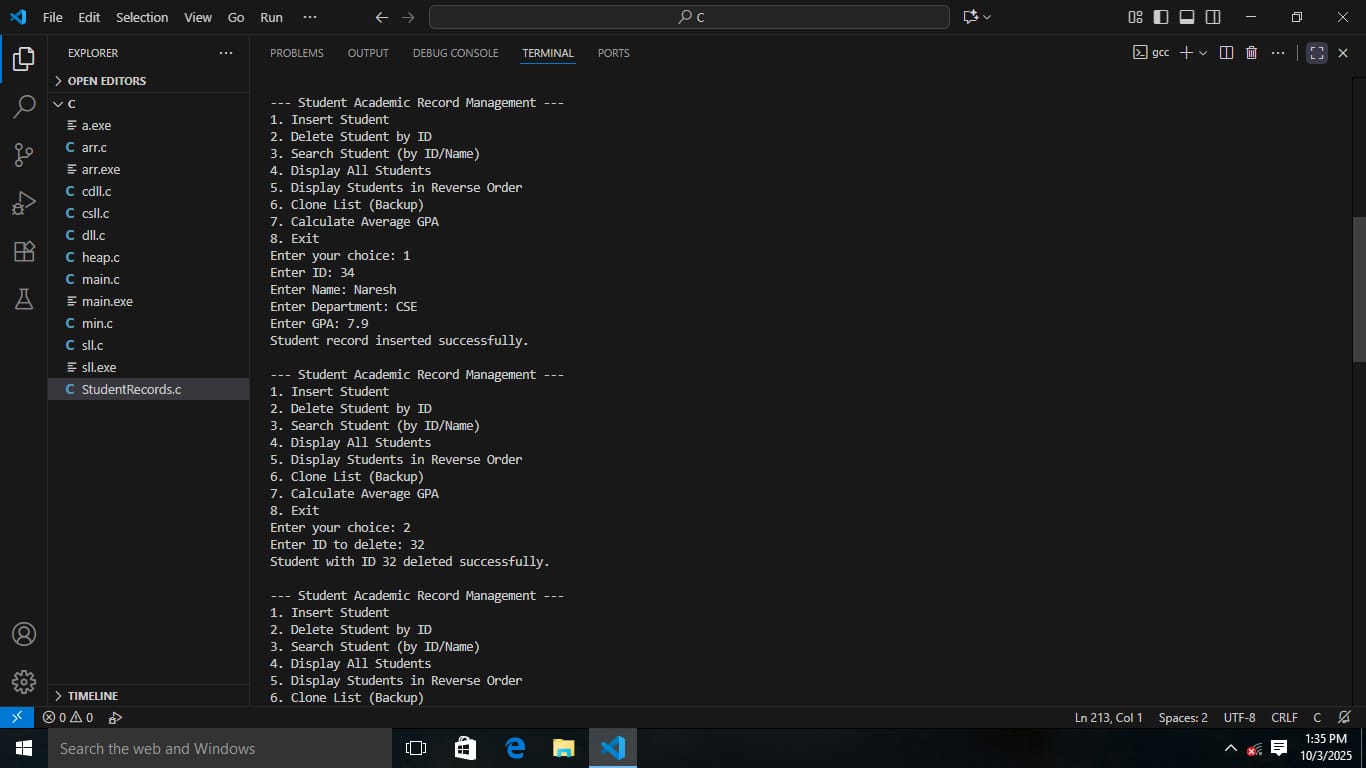 File Edit Selection View Go Run ··· C
EXPLORER ···
OPEN EDITORS
C
a.exe
C arr.c
arr.exe
C cdll.c
C csll.c
C dll.c
C heap.c
C main.c
main.exe
C min.c
C sll.c
sll.exe
C StudentRecords.c
TIMELINE
PROBLEMS OUTPUT DEBUG CONSOLE TERMINAL PORTS gcc ···
--- Student Academic Record Management ---
1. Insert Student
2. Delete Student by ID
3. Search Student (by ID/Name)
4. Display All Students
5. Display Students in Reverse Order
6. Clone List (Backup)
7. Calculate Average GPA
8. Exit
Enter your choice: 1
Enter ID: 34
Enter Name: Naresh
Enter Department: CSE
Enter GPA: 7.9
Student record inserted successfully.
--- Student Academic Record Management ---
1. Insert Student
2. Delete Student by ID
3. Search Student (by ID/Name)
4. Display All Students
5. Display Students in Reverse Order
6. Clone List (Backup)
7. Calculate Average GPA
8. Exit
Enter your choice: 2
Enter ID to delete: 32
Student with ID 32 deleted successfully.
--- Student Academic Record Management ---
1. Insert Student
2. Delete Student by ID
3. Search Student (by ID/Name)
4. Display All Students
5. Display Students in Reverse Order
6. Clone List (Backup)
0 0 Ln 213, Col 1 Spaces: 2 UTF-8 CRLF C
Search the web and Windows
1:35 PM
10/3/2025